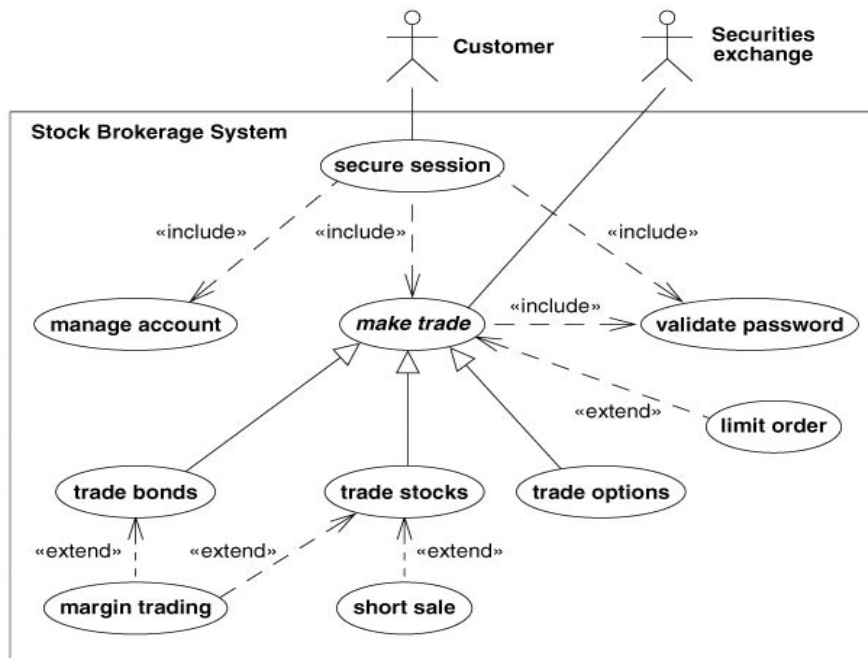 Customer
Securities
exchange
Stock Brokerage System
secure session
«include»
«include»
«include»
manage account
make trade
«include»
validate password
«extend»
limit order
trade bonds
trade stocks
trade options
«extend»
«extend»
«extend»
margin trading
short sale